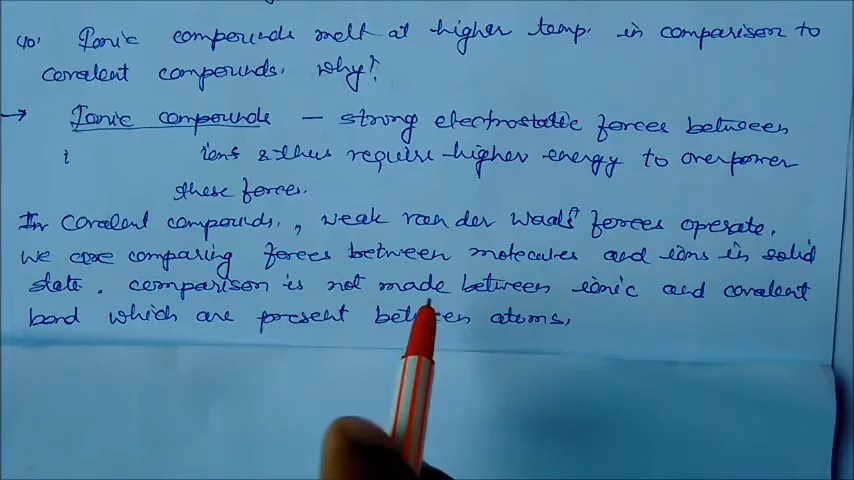 40. Ionic compounds melt at higher temp. in comparison to
covalent compounds. why?
→ Ionic compounds – strong electrostatic forces between
i ions & thus require higher energy to overpower
these forces.
In covalent compounds, weak van der Waals' forces operate.
We are comparing forces between molecules and ions in solid
state. comparison is not made between ionic and covalent
bond which are present between atoms.